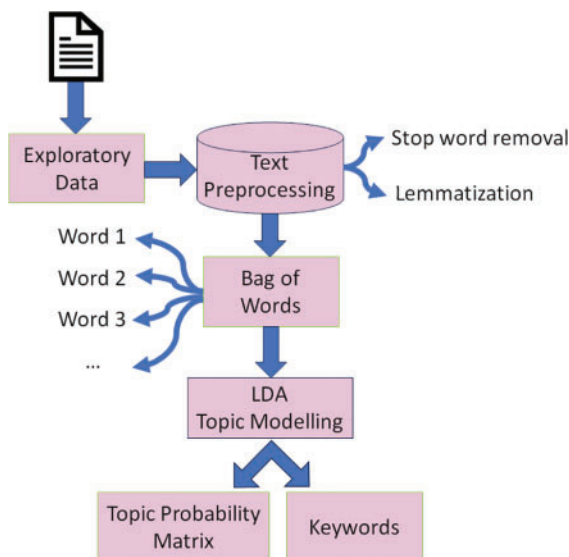 Exploratory
Data
Text
Preprocessing
Stop word removal
Lemmatization
Word 1
Word 2
Word 3
...
Bag of
Words
LDA
Topic Modelling
Topic Probability
Matrix
Keywords